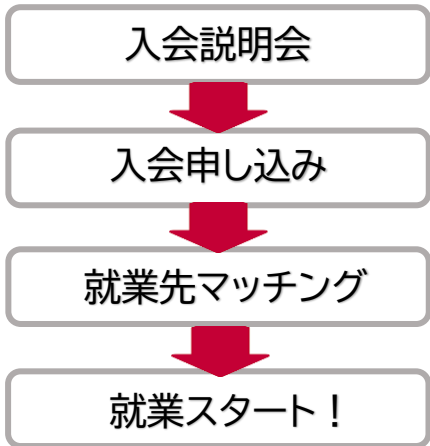 入会説明会
入会申し込み
就業先マッチング
就業スタート！